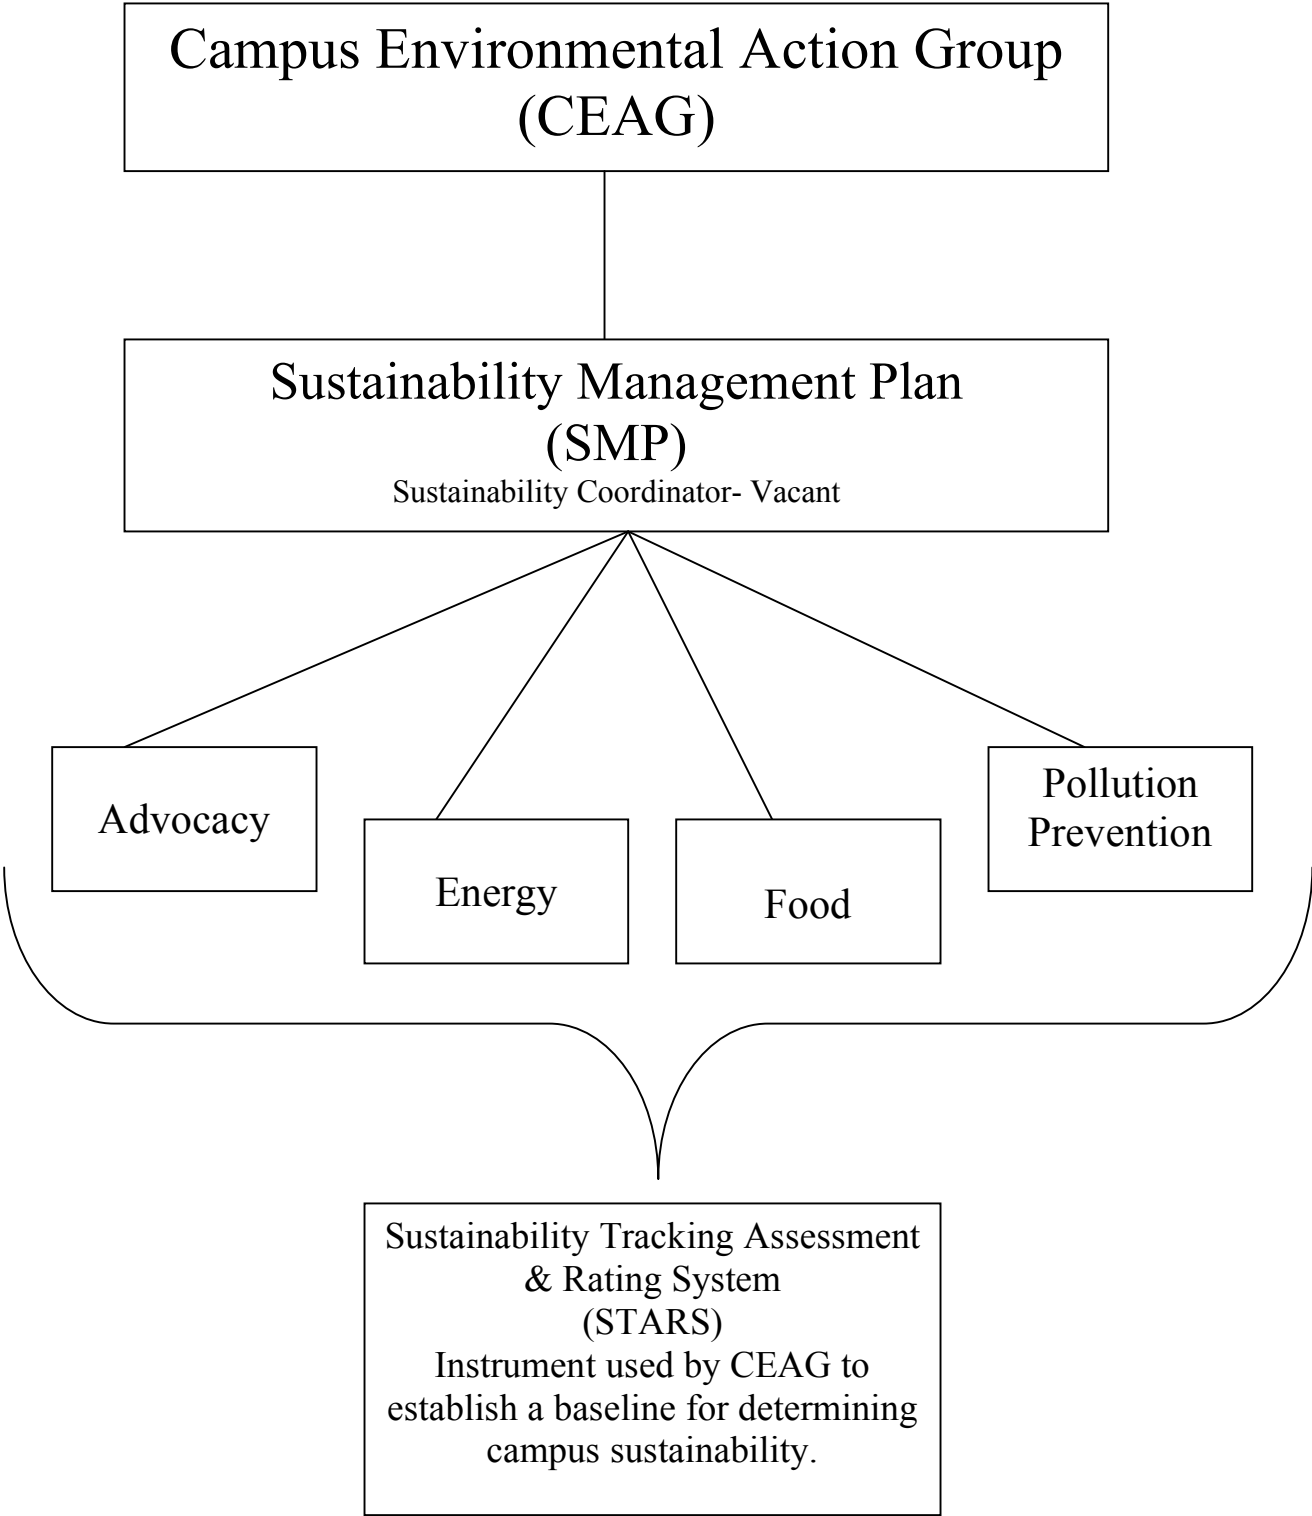 Campus Environmental Action Group
(CEAG)
Sustainability Management Plan
(SMP)
Sustainability Coordinator- Vacant
Advocacy
Energy
Food
Pollution
Prevention
Sustainability Tracking Assessment
& Rating System
(STARS)
Instrument used by CEAG to
establish a baseline for determining
campus sustainability.